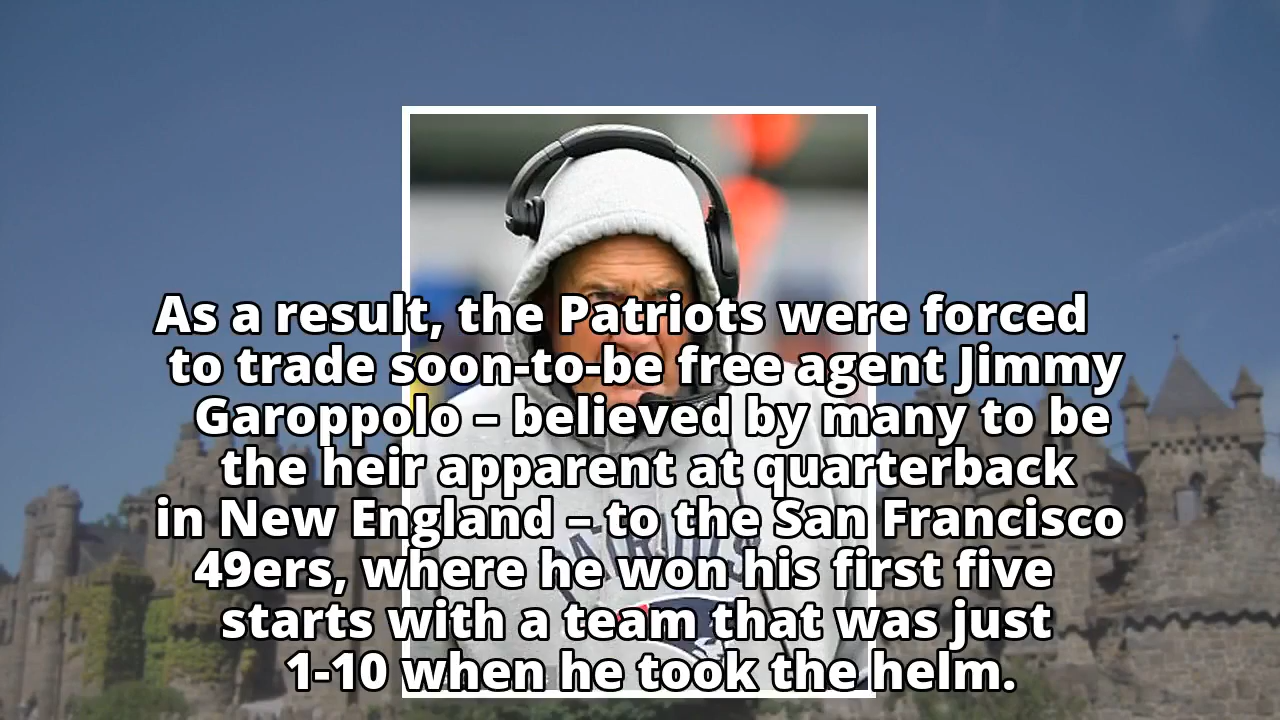 As a result, the Patriots were forced
to trade soon-to-be free agent Jimmy
Garoppolo – believed by many to be
the heir apparent at quarterback
in New England – to the San Francisco
49ers, where he won his first five
starts with a team that was just
1-10 when he took the helm.
PATRIOTS